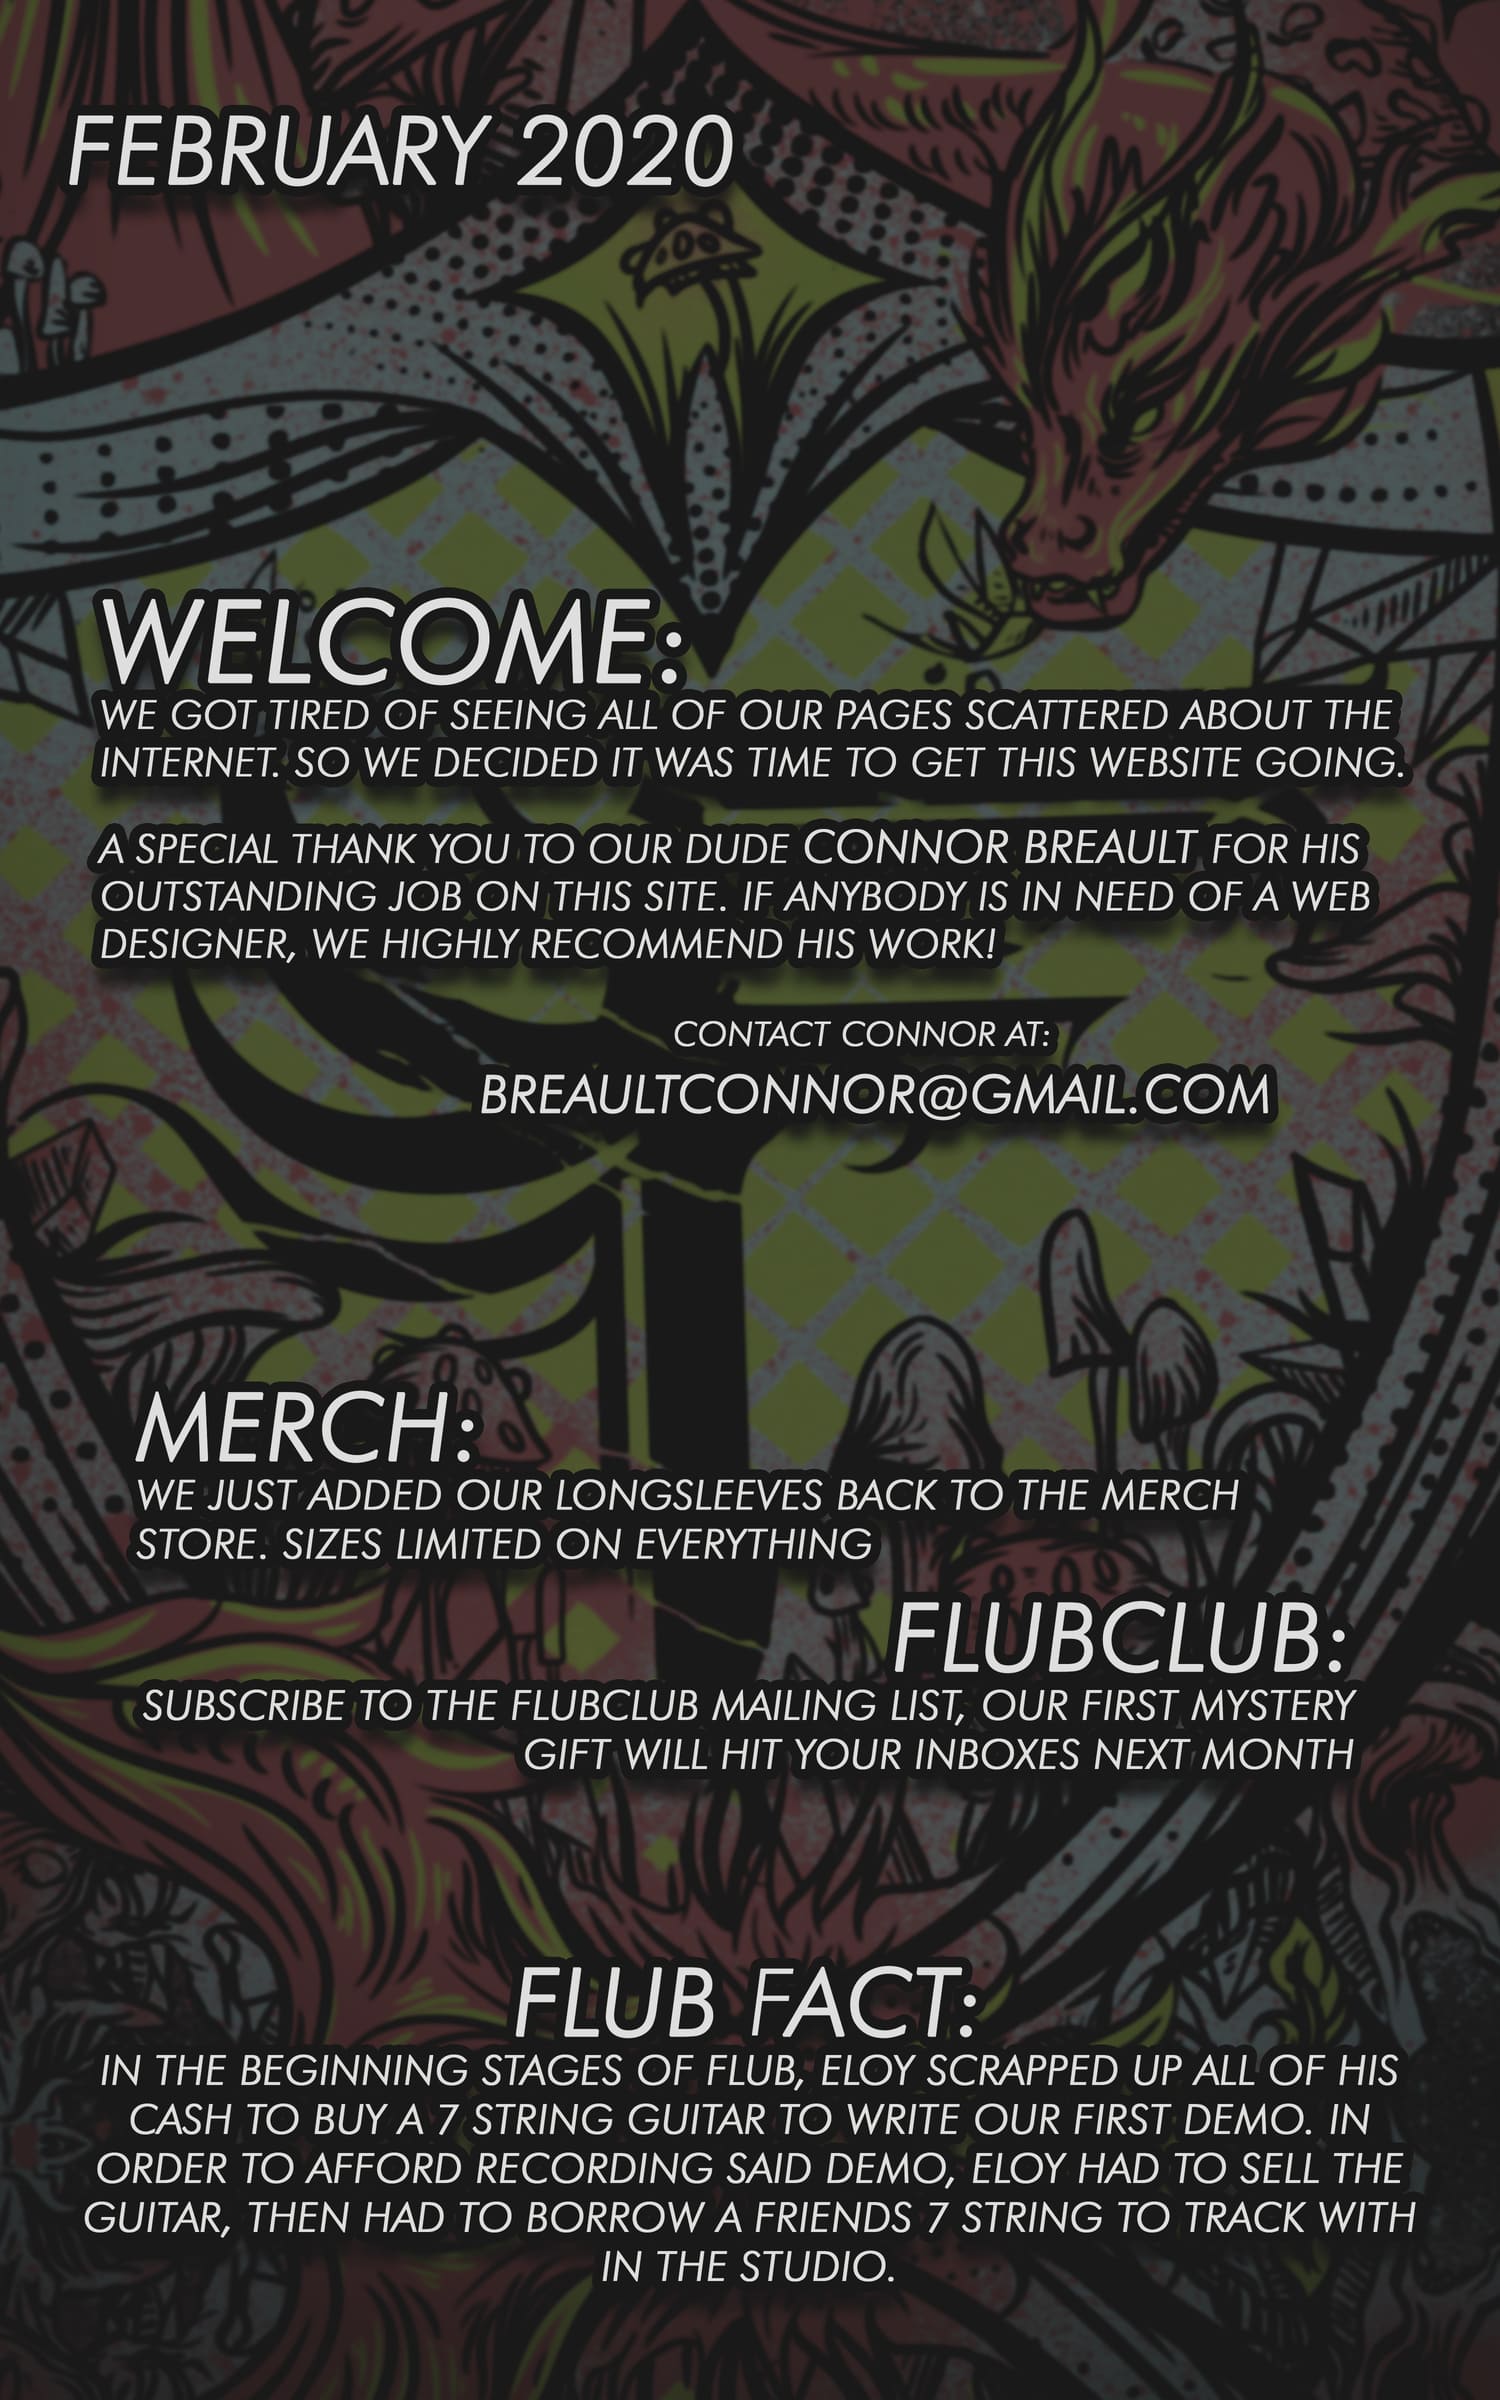 FEBRUARY 2020
WELCOME:
WE GOT TIRED OF SEEING ALL OF OUR PAGES SCATTERED ABOUT THE
INTERNET. SO WE DECIDED IT WAS TIME TO GET THIS WEBSITE GOING.
A SPECIAL THANK YOU TO OUR DUDE CONNOR BREAULT FOR HIS
OUTSTANDING JOB ON THIS SITE. IF ANYBODY IS IN NEED OF A WEB
DESIGNER, WE HIGHLY RECOMMEND HIS WORK!
CONTACT CONNOR AT:
BREAULTCONNOR@GMAIL.COM
MERCH:
WE JUST ADDED OUR LONGSLEEVES BACK TO THE MERCH
STORE. SIZES LIMITED ON EVERYTHING
FLUBCLUB:
SUBSCRIBE TO THE FLUBCLUB MAILING LIST, OUR FIRST MYSTERY
GIFT WILL HIT YOUR INBOXES NEXT MONTH
FLUB FACT:
IN THE BEGINNING STAGES OF FLUB, ELOY SCRAPPED UP ALL OF HIS
CASH TO BUY A 7 STRING GUITAR TO WRITE OUR FIRST DEMO. IN
ORDER TO AFFORD RECORDING SAID DEMO, ELOY HAD TO SELL THE
GUITAR, THEN HAD TO BORROW A FRIENDS 7 STRING TO TRACK WITH
IN THE STUDIO.